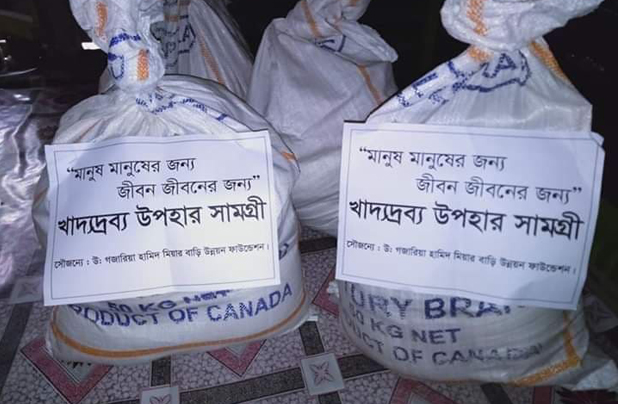 “মানুষ মানুষের জন্য
জীবন জীবনের জন্য”
খাদ্যদ্রব্য উপহার সামগ্রী
সৌজন্যে : উ: গজারিয়া হামিদ মিয়ার বাড়ি উন্নয়ন ফাউন্ডেশন।
50 KG NET
PRODUCT OF CANADA
“মানুষ মানুষের জন্য
জীবন জীবনের জন্য”
খাদ্যদ্রব্য উপহার সামগ্রী
সৌজন্যে : উ: গজারিয়া হামিদ মিয়ার বাড়ি উন্নয়ন ফাউন্ডেশন।
50 KG NET
PRODUCT OF CANADA